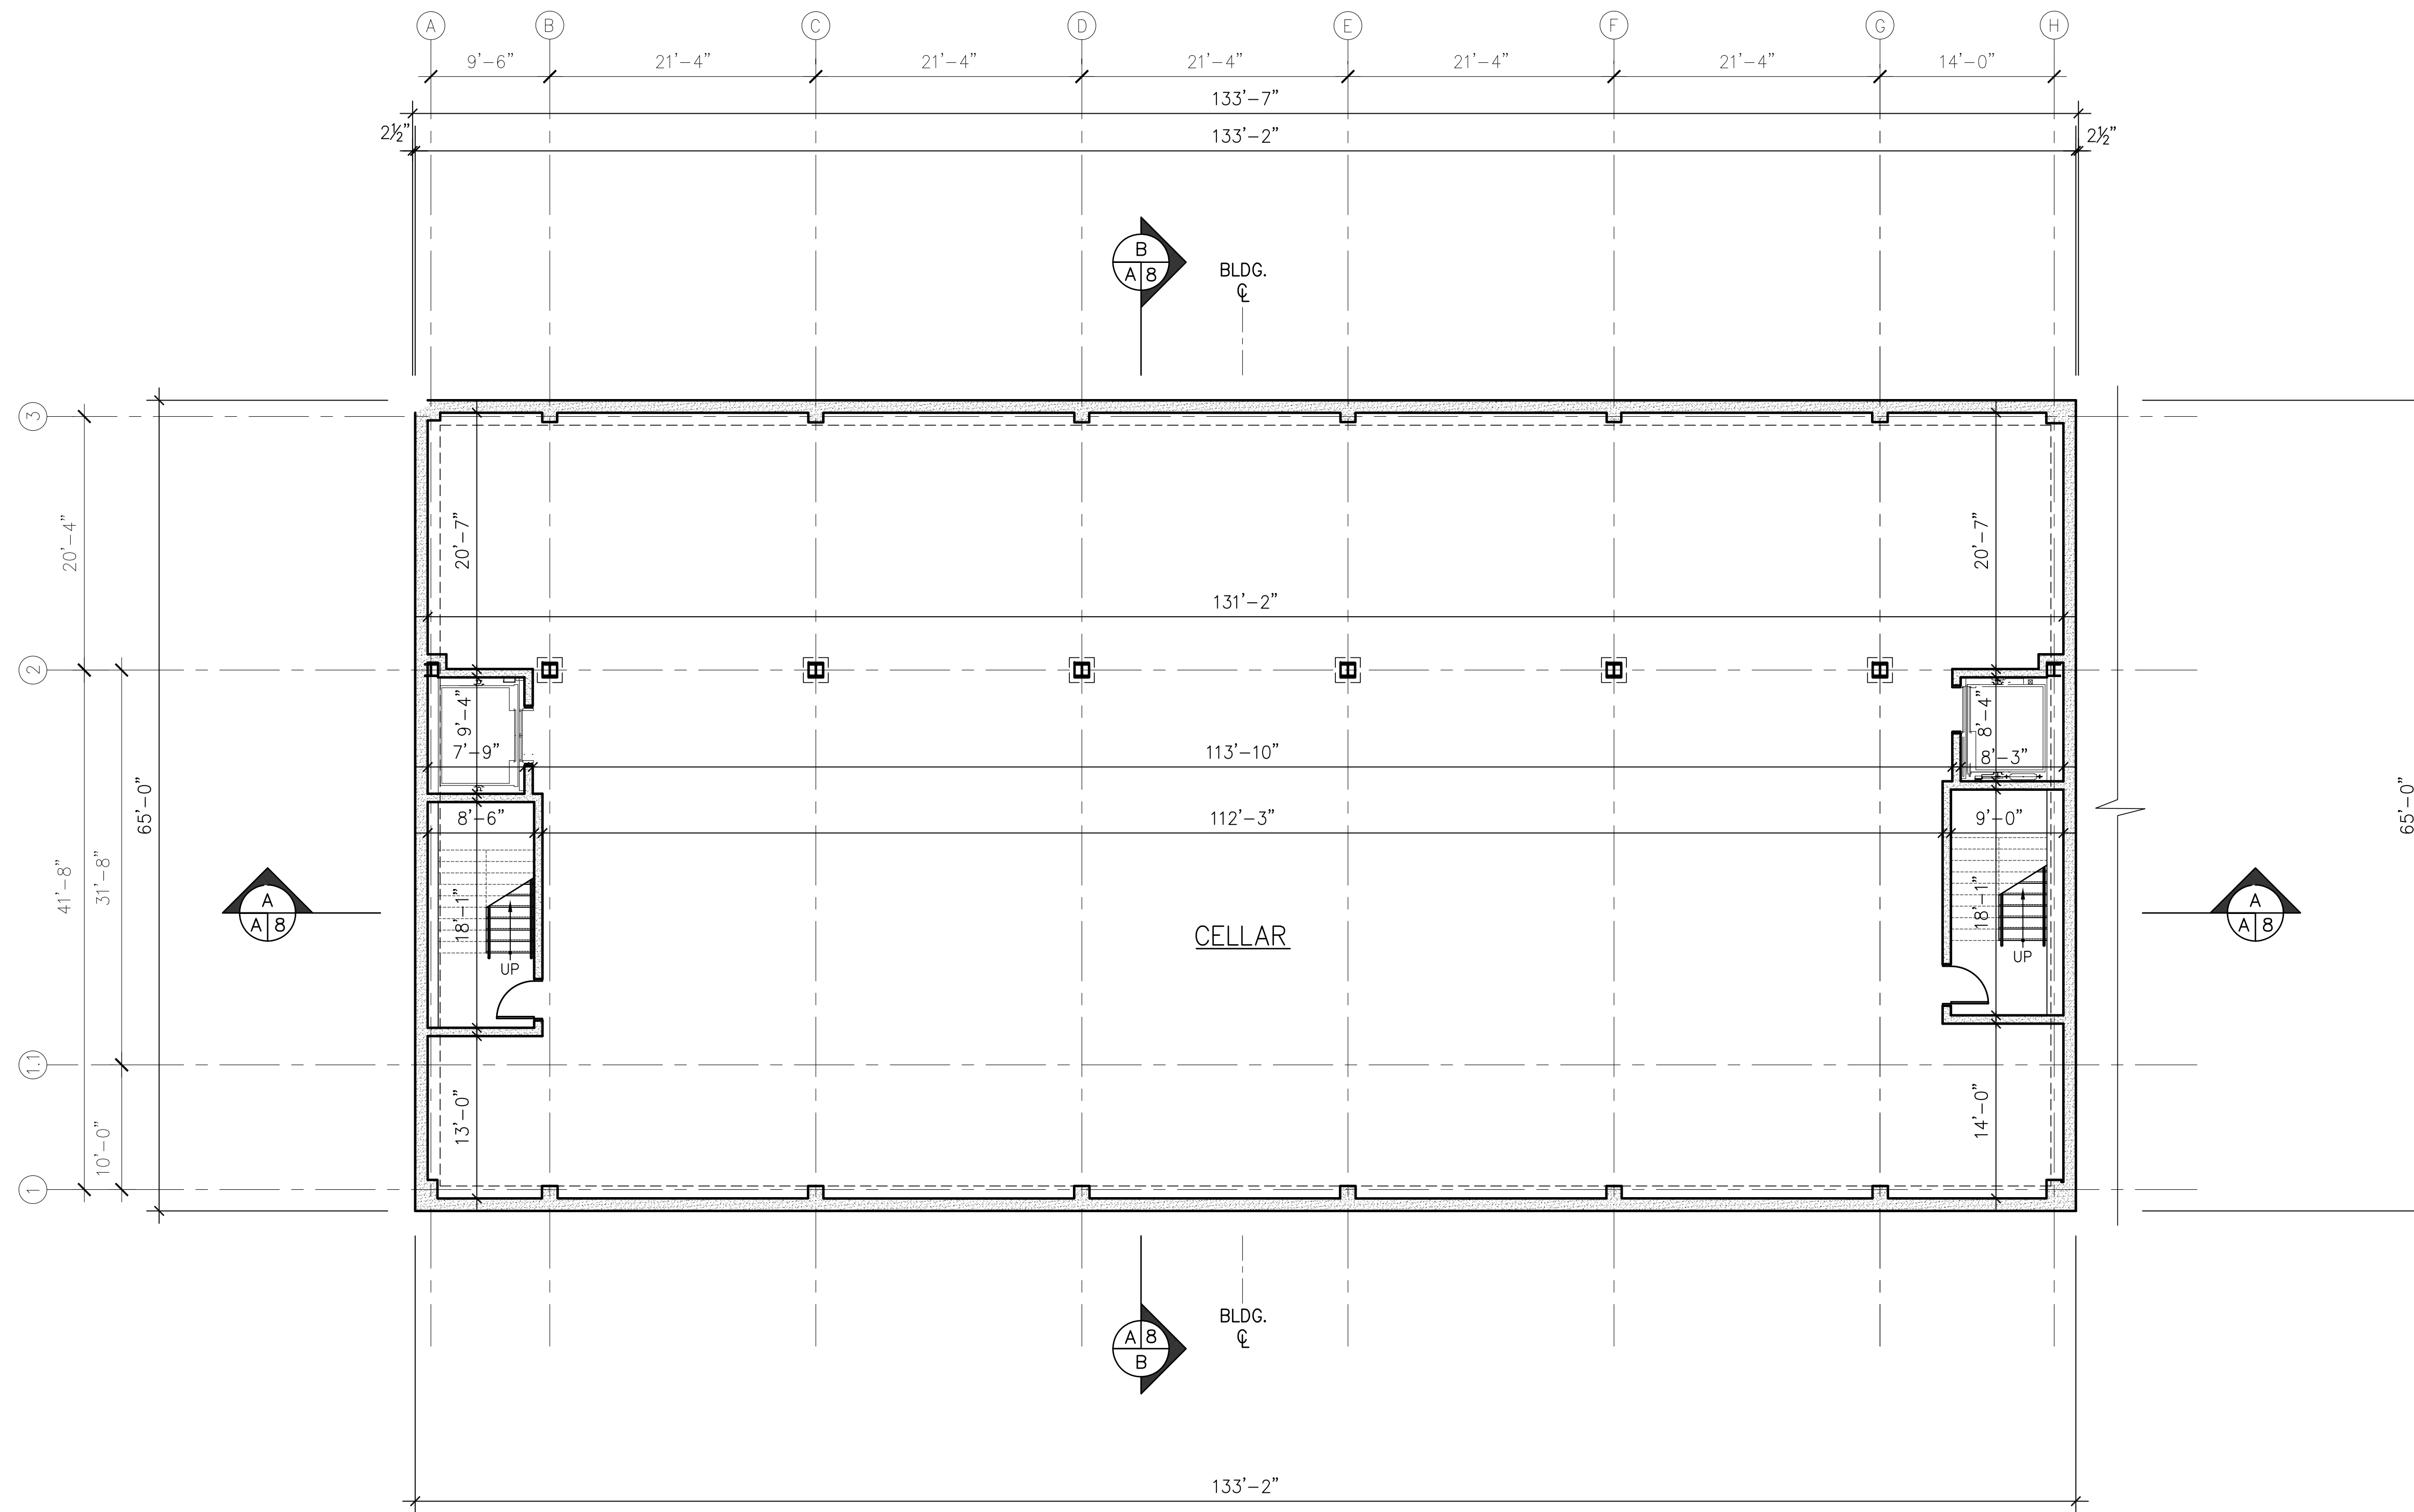 A B C D E F G H
9'-6" 21'-4" 21'-4" 21'-4" 21'-4" 21'-4" 14'-0"
133'-7"
2½" 133'-2" 2½"
B
A 8
BLDG.
℄
3
20'-4"
20'-7" 20'-7"
131'-2"
2
9'-4" 8'-4"
7'-9" 113'-10" 8'-3"
65'-0" 65'-0"
8'-6" 112'-3" 9'-0"
41'-8" 31'-8"
A
A 8
18'-1" 18'-1"
A
A 8
CELLAR
UP UP
1.1
10'-0"
13'-0" 14'-0"
1
BLDG.
℄
A 8
B
133'-2"